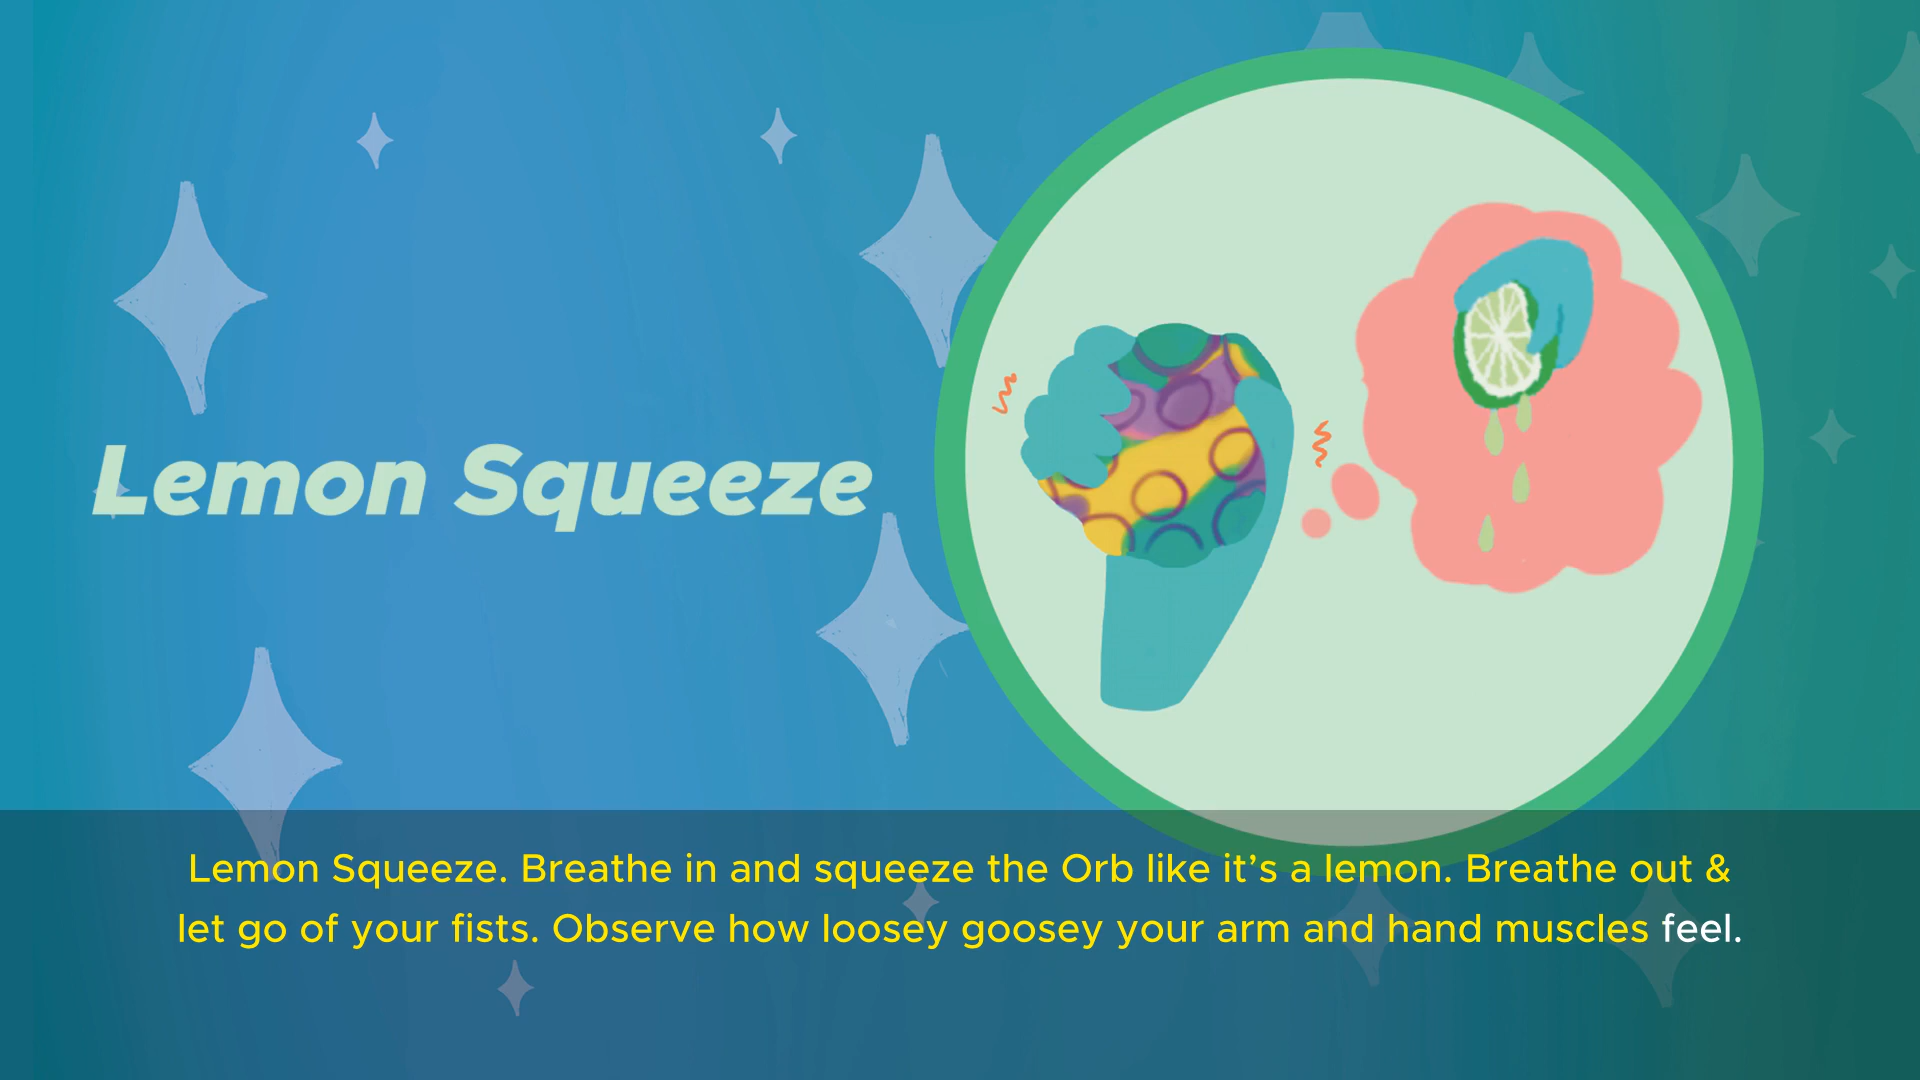 Lemon Squeeze
Lemon Squeeze. Breathe in and squeeze the Orb like it’s a lemon. Breathe out &
let go of your fists. Observe how loosey goosey your arm and hand muscles feel.